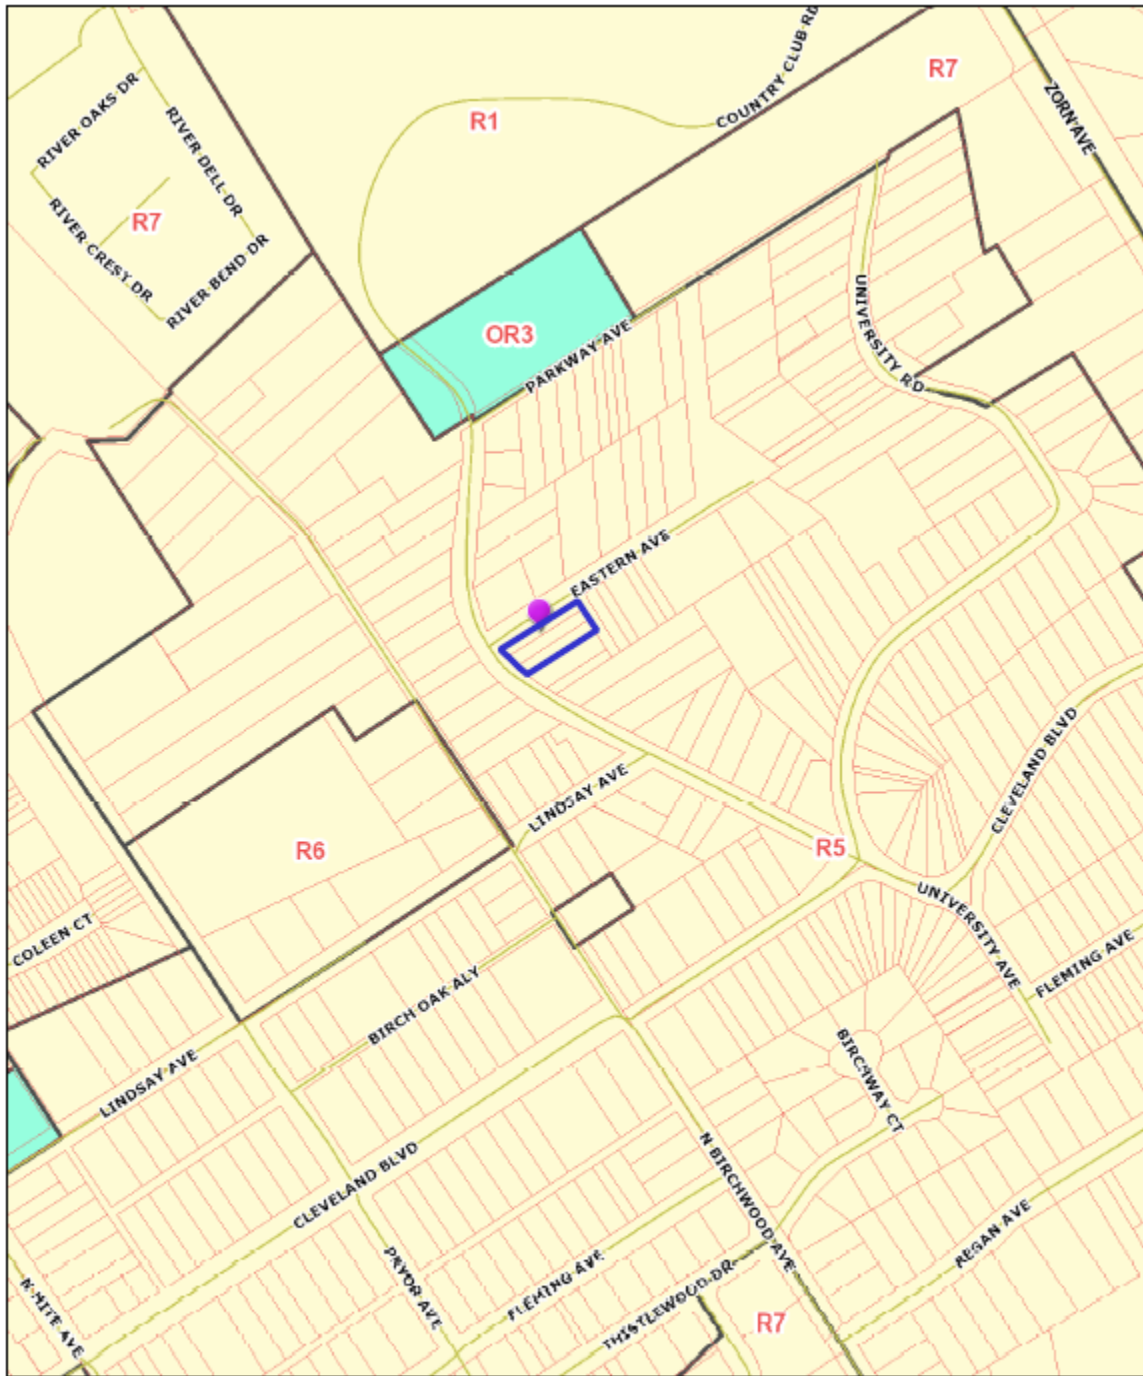 COUNTRY CLUB RD
R7
ZORN AVE
RIVER OAKS DR
RIVER DELL DR
R1
R7
RIVER CREST DR
RIVER BEND DR
OR3
PARKWAY AVE
UNIVERSITY RD
EASTERN AVE
LINDSAY AVE
CLEVELAND BLVD
R6
R5
UNIVERSITY AVE
COLEEN CT
FLEMING AVE
BIRCH OAK ALY
BIRCHWAY CT
LINDSAY AVE
CLEVELAND BLVD
N BIRCHWOOD AVE
PRYOR AVE
FLEMING AVE
REGAN AVE
THISTLEWOOD DR
N HITE AVE
R7